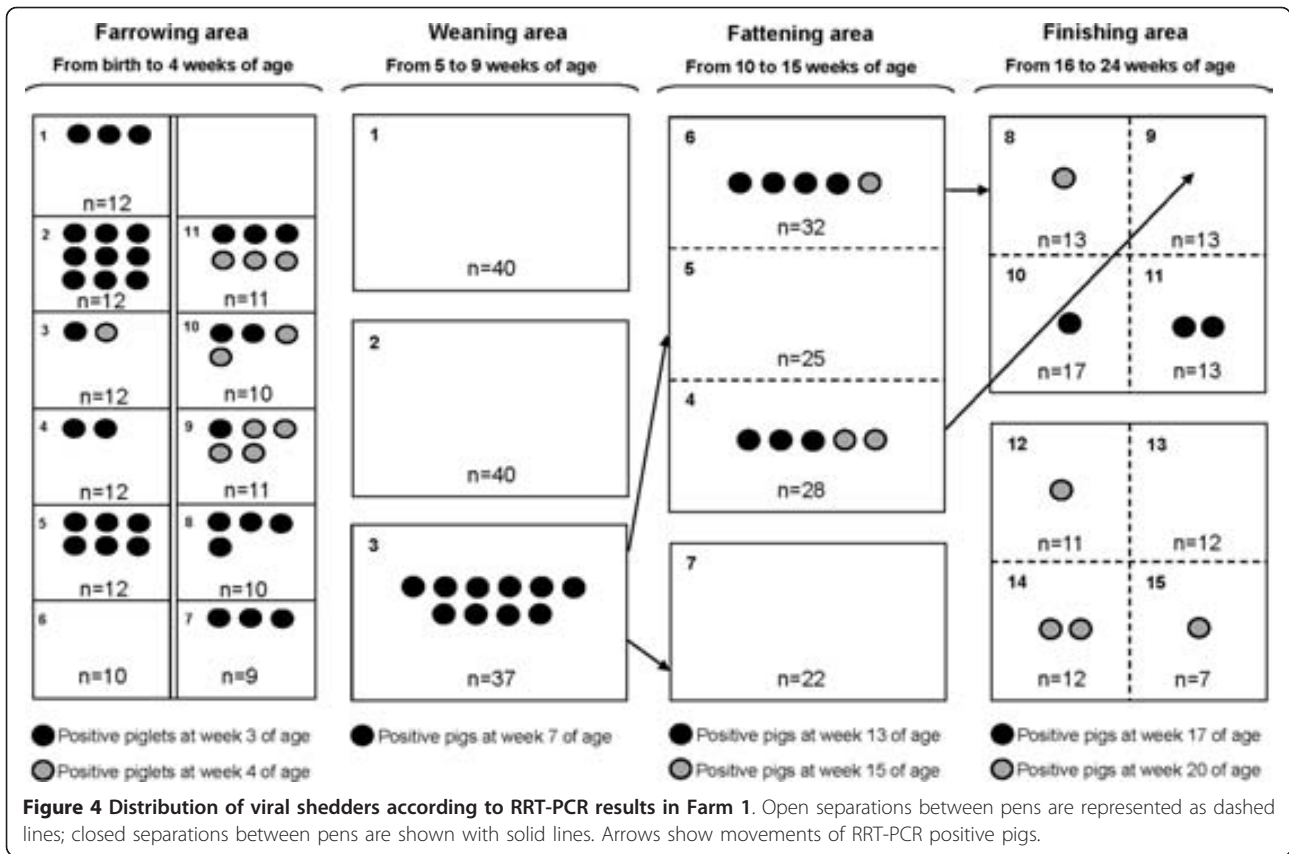 Farrowing area
From birth to 4 weeks of age
Weaning area
From 5 to 9 weeks of age
Fattening area
From 10 to 15 weeks of age
Finishing area
From 16 to 24 weeks of age
1
n=12
2
n=12
11
n=11
3
n=12
10
n=10
4
n=12
9
n=11
5
n=12
8
n=10
6
n=10
7
n=9
1
n=40
2
n=40
3
n=37
6
n=32
5
n=25
4
n=28
7
n=22
8
n=13
9
n=13
10
n=17
11
n=13
12
n=11
13
n=12
14
n=12
15
n=7
Positive piglets at week 3 of age
Positive piglets at week 4 of age
Positive pigs at week 7 of age
Positive pigs at week 13 of age
Positive pigs at week 15 of age
Positive pigs at week 17 of age
Positive pigs at week 20 of age
Figure 4 Distribution of viral shedders according to RRT-PCR results in Farm 1. Open separations between pens are represented as dashed
lines; closed separations between pens are shown with solid lines. Arrows show movements of RRT-PCR positive pigs.